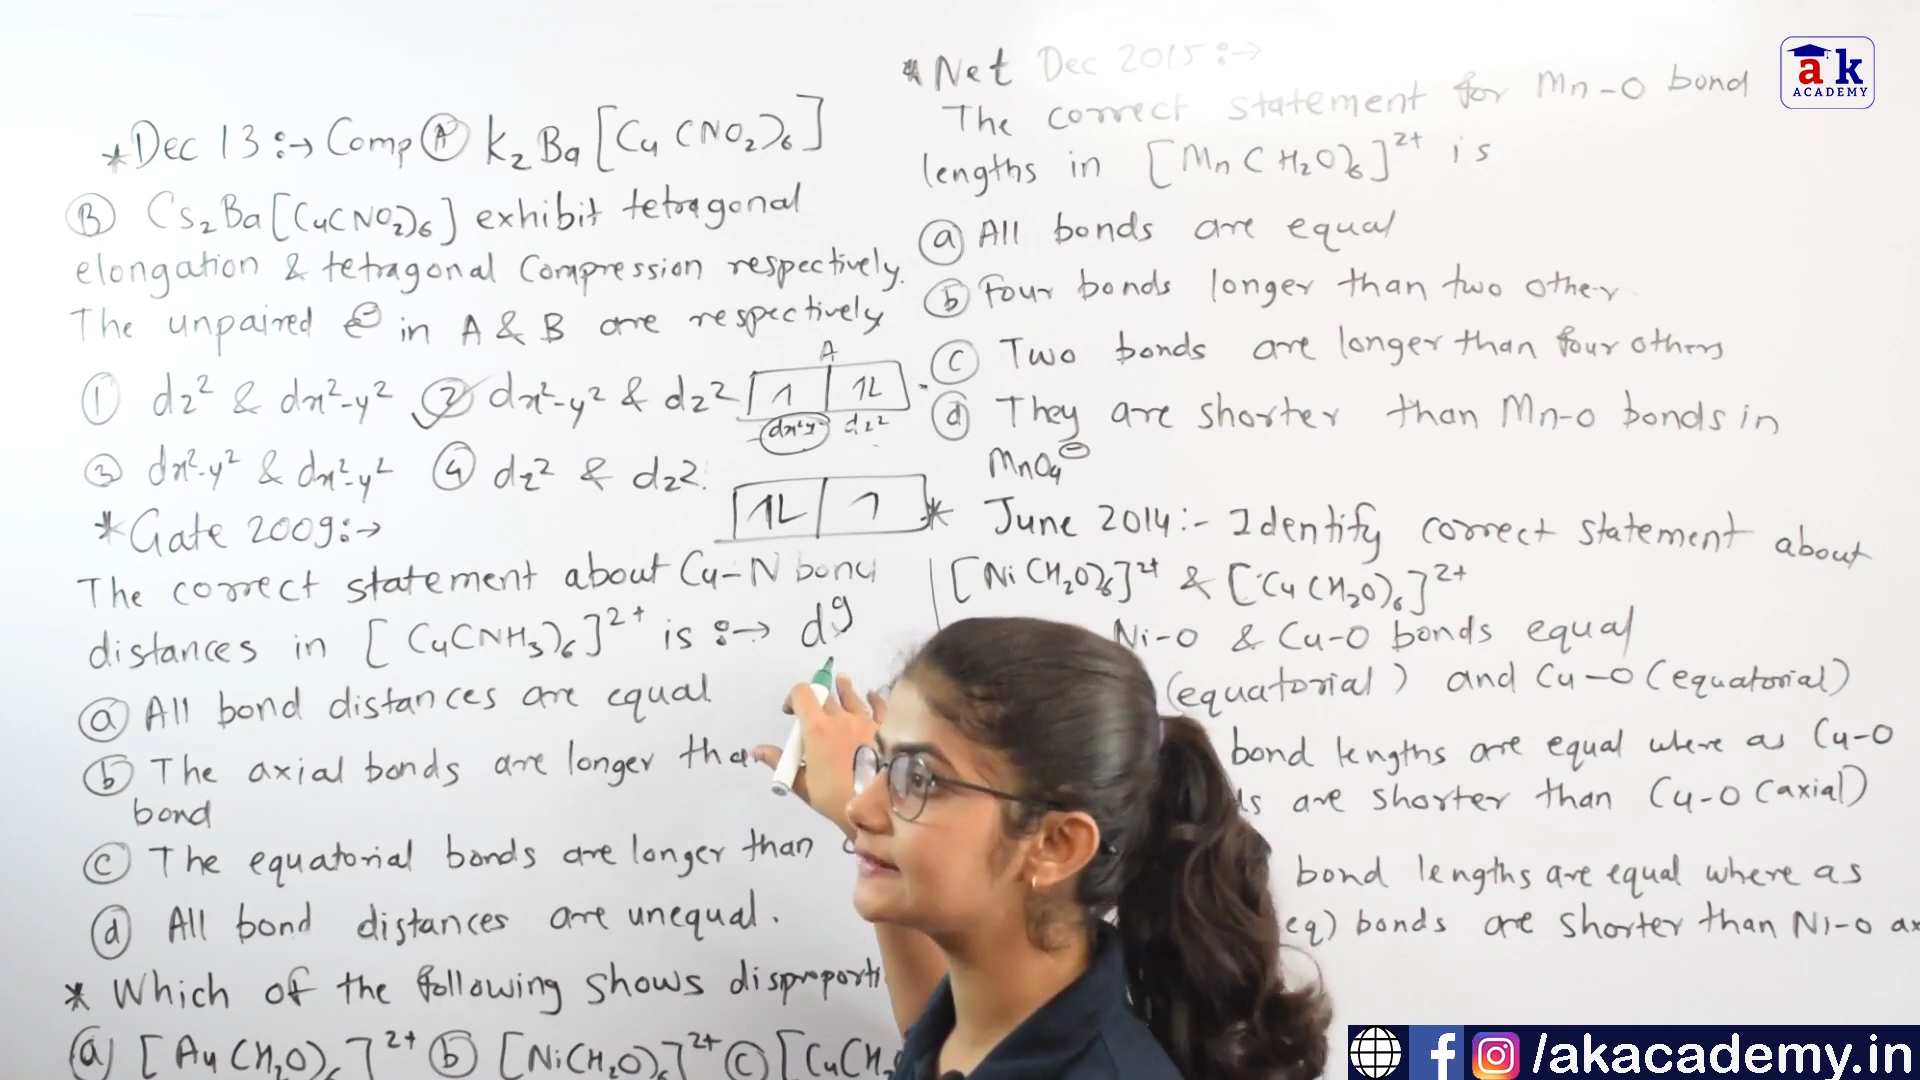 *Dec 13:→ Comp Ⓐ K₂Ba[Cu(NO₂)₆]
Ⓑ Cs₂Ba[Cu(NO₂)₆] exhibit tetragonal
elongation & tetragonal Compression respectively.
The unpaired e⊖ in A & B are respectively
① dz² & dx²-y² ② dx²-y² & dz²
③ dx²-y² & dx²-y² ④ dz² & dz².
A
1 1L
dx²y² dz²
1L 1
*Gate 2009:→
The correct statement about Cu-N bond
distances in [Cu(NH₃)₆]²⁺ is :→ d⁹
ⓐ All bond distances are equal
ⓑ The axial bonds are longer than
bond
ⓒ The equatorial bonds are longer than
ⓓ All bond distances are unequal.
* Which of the following shows disproporti
ⓐ [Au(H₂O)₆]²⁺ ⓑ [Ni(H₂O)₆]²⁺ ⓒ [Cu(H₂
* Net Dec 2015:→
The correct statement for Mn-O bond
lengths in [Mn(H₂O)₆]²⁺ is
ⓐ All bonds are equal
ⓑ Four bonds longer than two other
ⓒ Two bonds are longer than four others
ⓓ They are shorter than Mn-O bonds in
MnO₄⊖
* June 2014:- Identify correct statement about
[Ni(H₂O)₆]²⁺ & [Cu(H₂O)₆]²⁺
Ni-O & Cu-O bonds equal
(equatorial) and Cu-O (equatorial)
bond lengths are equal where as Cu-O
are shorter than Cu-O (axial)
bond lengths are equal where as
eq) bonds are shorter than Ni-O ax
ak
ACADEMY
/akacademy.in